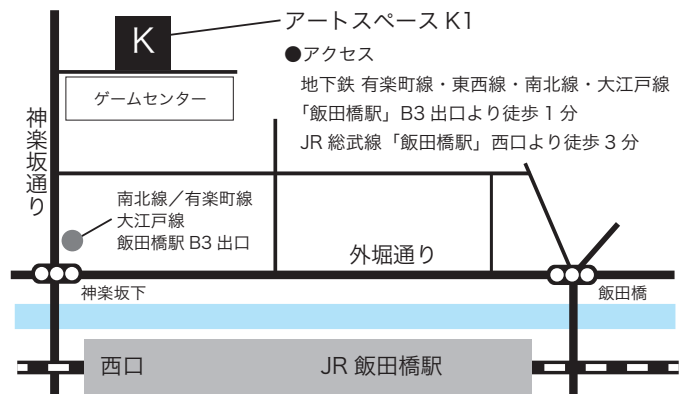 K
アートスペース K1
●アクセス
地下鉄 有楽町線・東西線・南北線・大江戸線
「飯田橋駅」B3 出口より徒歩 1 分
JR 総武線「飯田橋駅」西口より徒歩 3 分
ゲームセンター
神楽坂通り
南北線／有楽町線
大江戸線
飯田橋駅 B3 出口
外堀通り
神楽坂下
飯田橋
西口
JR 飯田橋駅